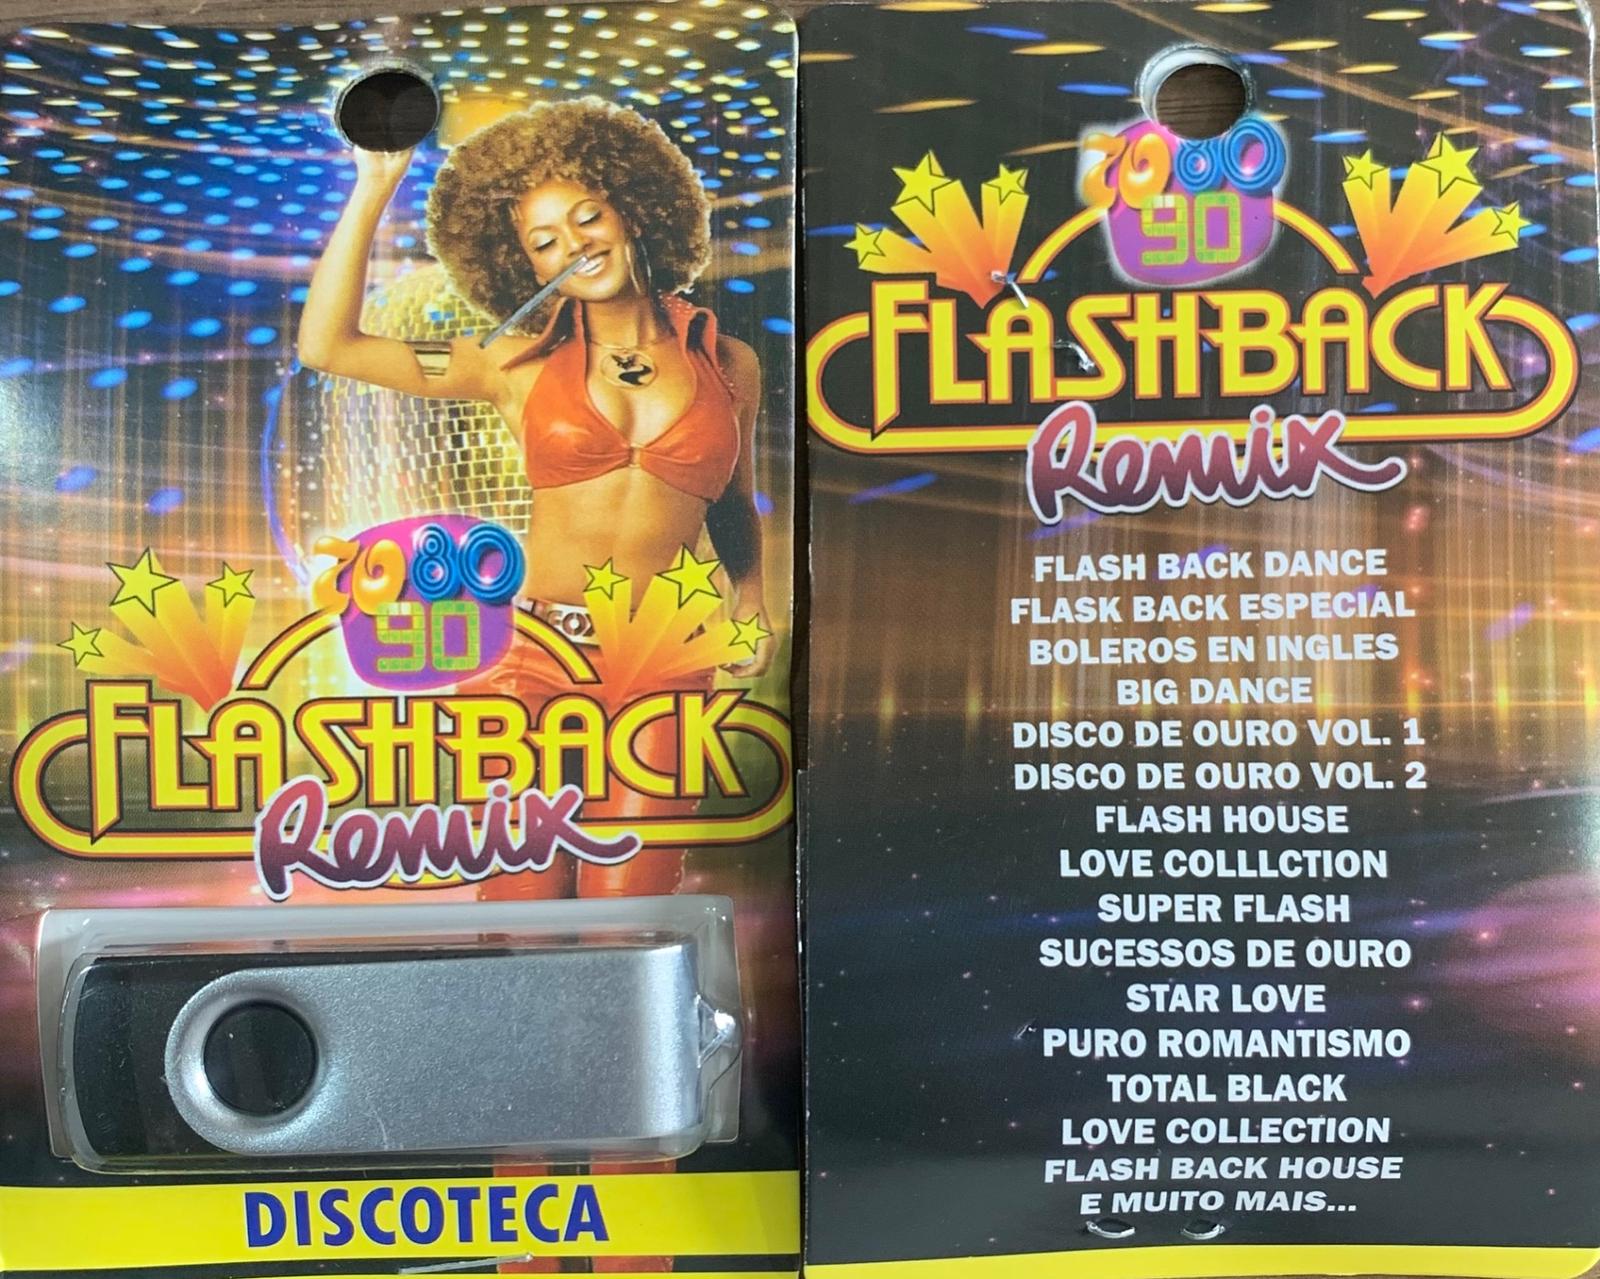 70 80
90
FLASHBACK
Remix
DISCOTECA
70 80
90
FLASHBACK
Remix
FLASH BACK DANCE
FLASK BACK ESPECIAL
BOLEROS EN INGLES
BIG DANCE
DISCO DE OURO VOL. 1
DISCO DE OURO VOL. 2
FLASH HOUSE
LOVE COLLLCTION
SUPER FLASH
SUCESSOS DE OURO
STAR LOVE
PURO ROMANTISMO
TOTAL BLACK
LOVE COLLECTION
FLASH BACK HOUSE
E MUITO MAIS...